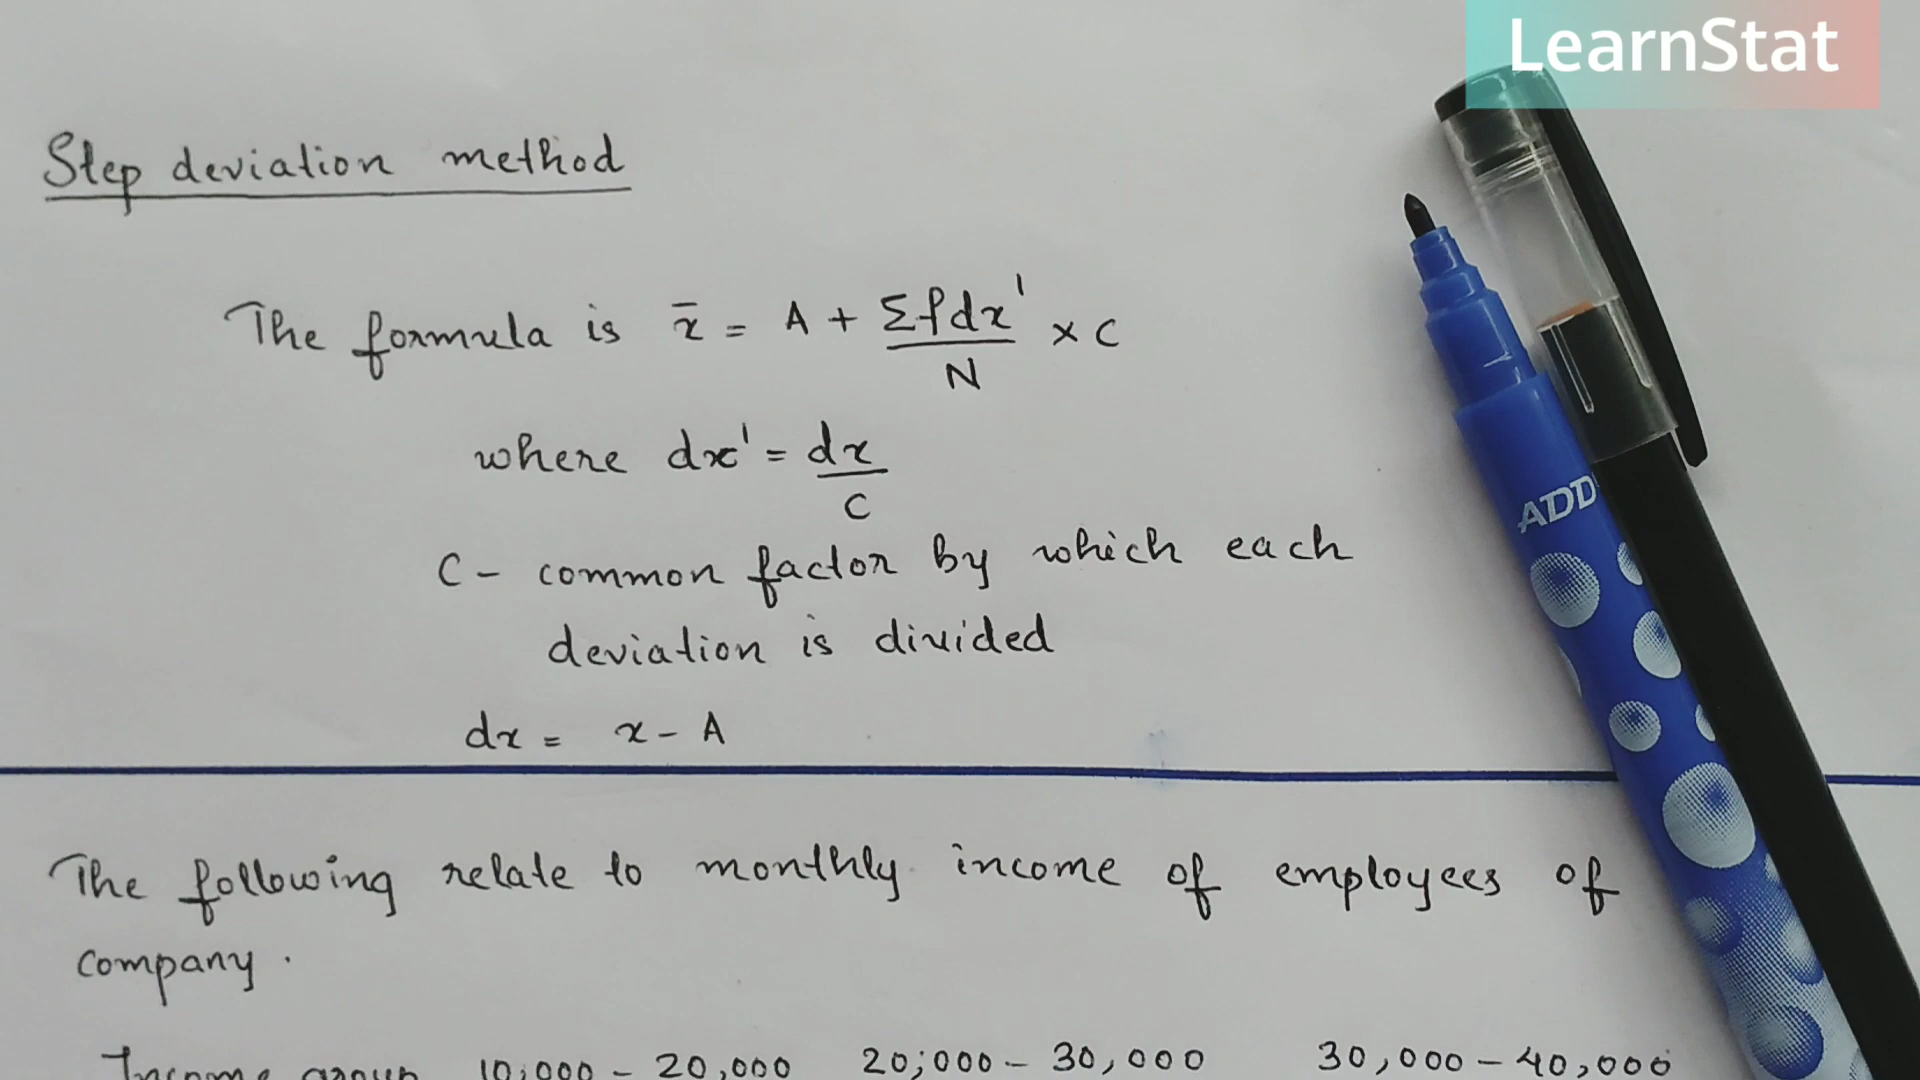 LearnStat
Step deviation method
The formula is x̄ = A + Σfdx' / N × C
where dx' = dx / C
C - common factor by which each
deviation is divided
dx = x - A
ADD
The following relate to monthly income of employees of
company.
Income group 10,000 - 20,000 20,000 - 30,000 30,000 - 40,000